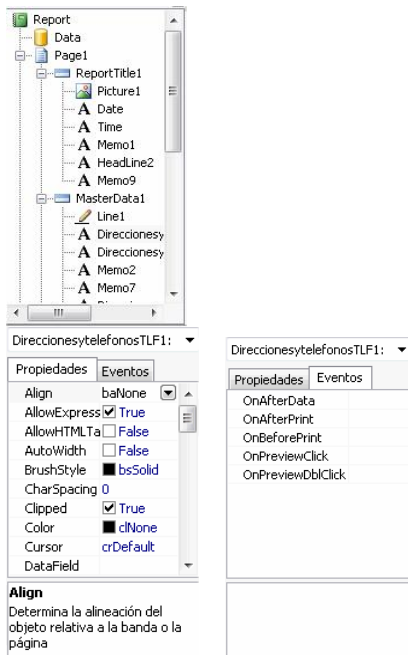 Report
Data
Page1
ReportTitle1
Picture1
A Date
A Time
A Memo1
A HeadLine2
A Memo9
MasterData1
Line1
A Direccionesy
A Direccionesy
A Memo2
A Memo7
DireccionesytelefonosTLF1:
Propiedades Eventos
Align baNone
AllowExpress True
AllowHTMLTa False
AutoWidth False
BrushStyle bsSolid
CharSpacing 0
Clipped True
Color clNone
Cursor crDefault
DataField
Align
Determina la alineación del
objeto relativa a la banda o la
página
DireccionesytelefonosTLF1:
Propiedades Eventos
OnAfterData
OnAfterPrint
OnBeforePrint
OnPreviewClick
OnPreviewDblClick